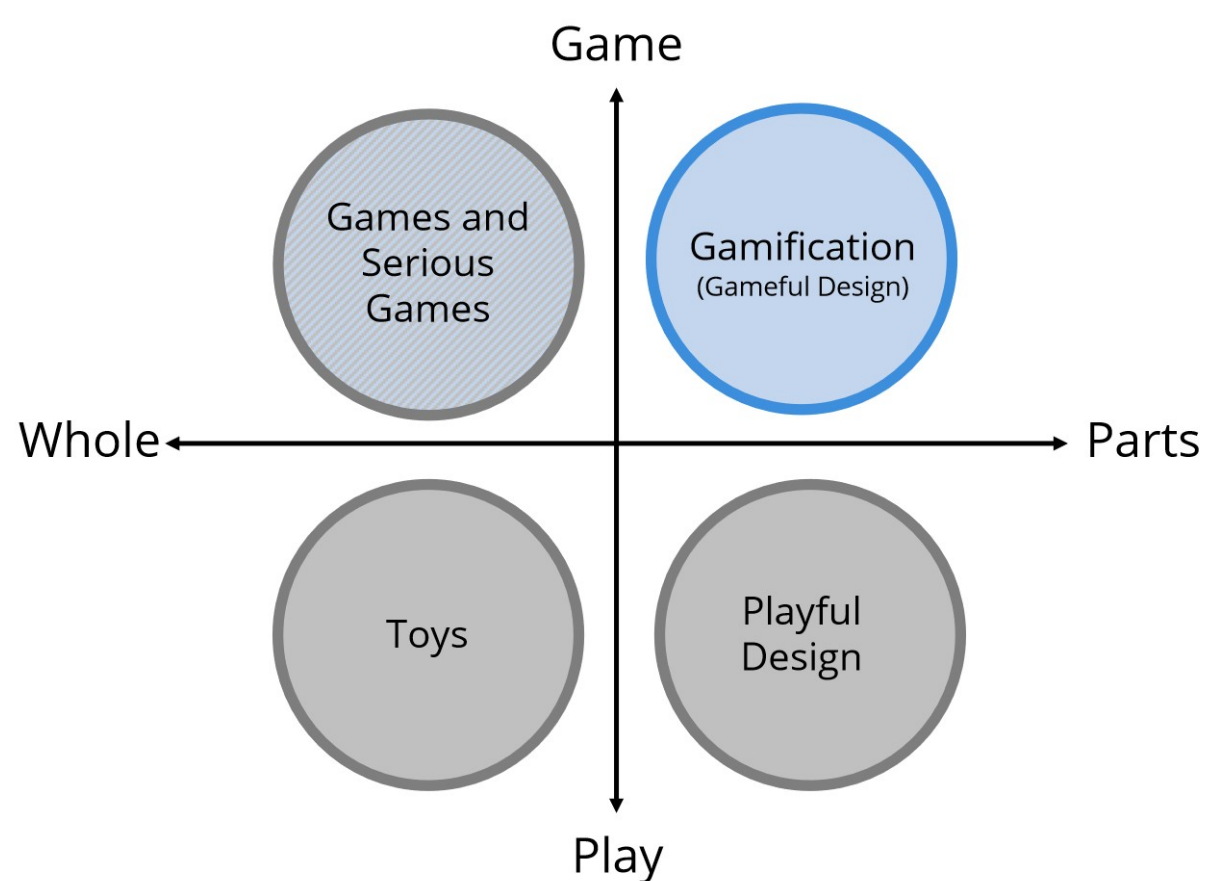 Game
Games and
Serious
Games
Gamification
(Gameful Design)
Whole
Parts
Toys
Playful
Design
Play